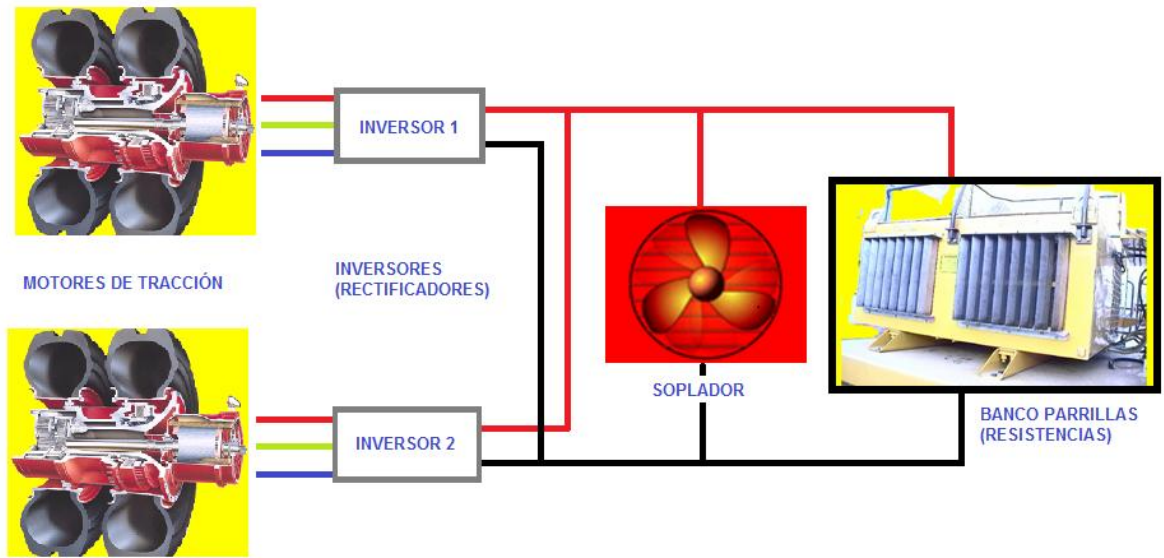 INVERSOR 1
MOTORES DE TRACCIÓN
INVERSORES
(RECTIFICADORES)
SOPLADOR
INVERSOR 2
BANCO PARRILLAS
(RESISTENCIAS)